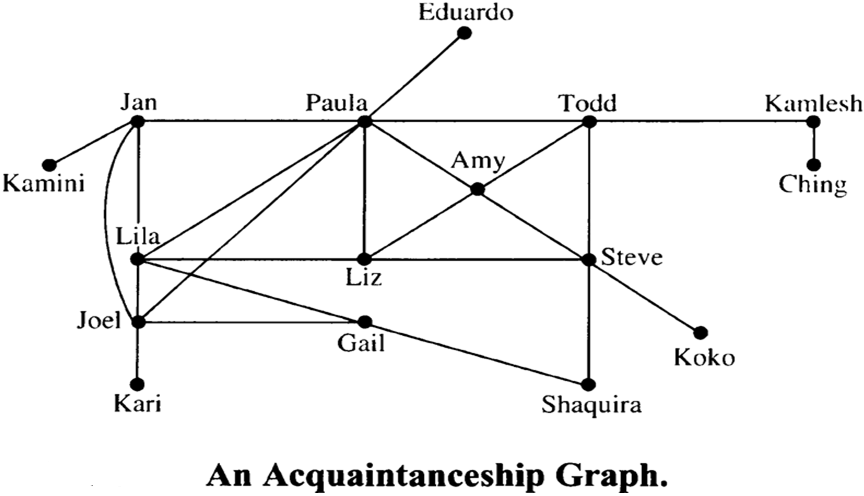 Eduardo
Jan
Paula
Todd
Kamlesh
Kamini
Amy
Ching
Lila
Liz
Steve
Joel
Gail
Koko
Kari
Shaquira
An Acquaintanceship Graph.